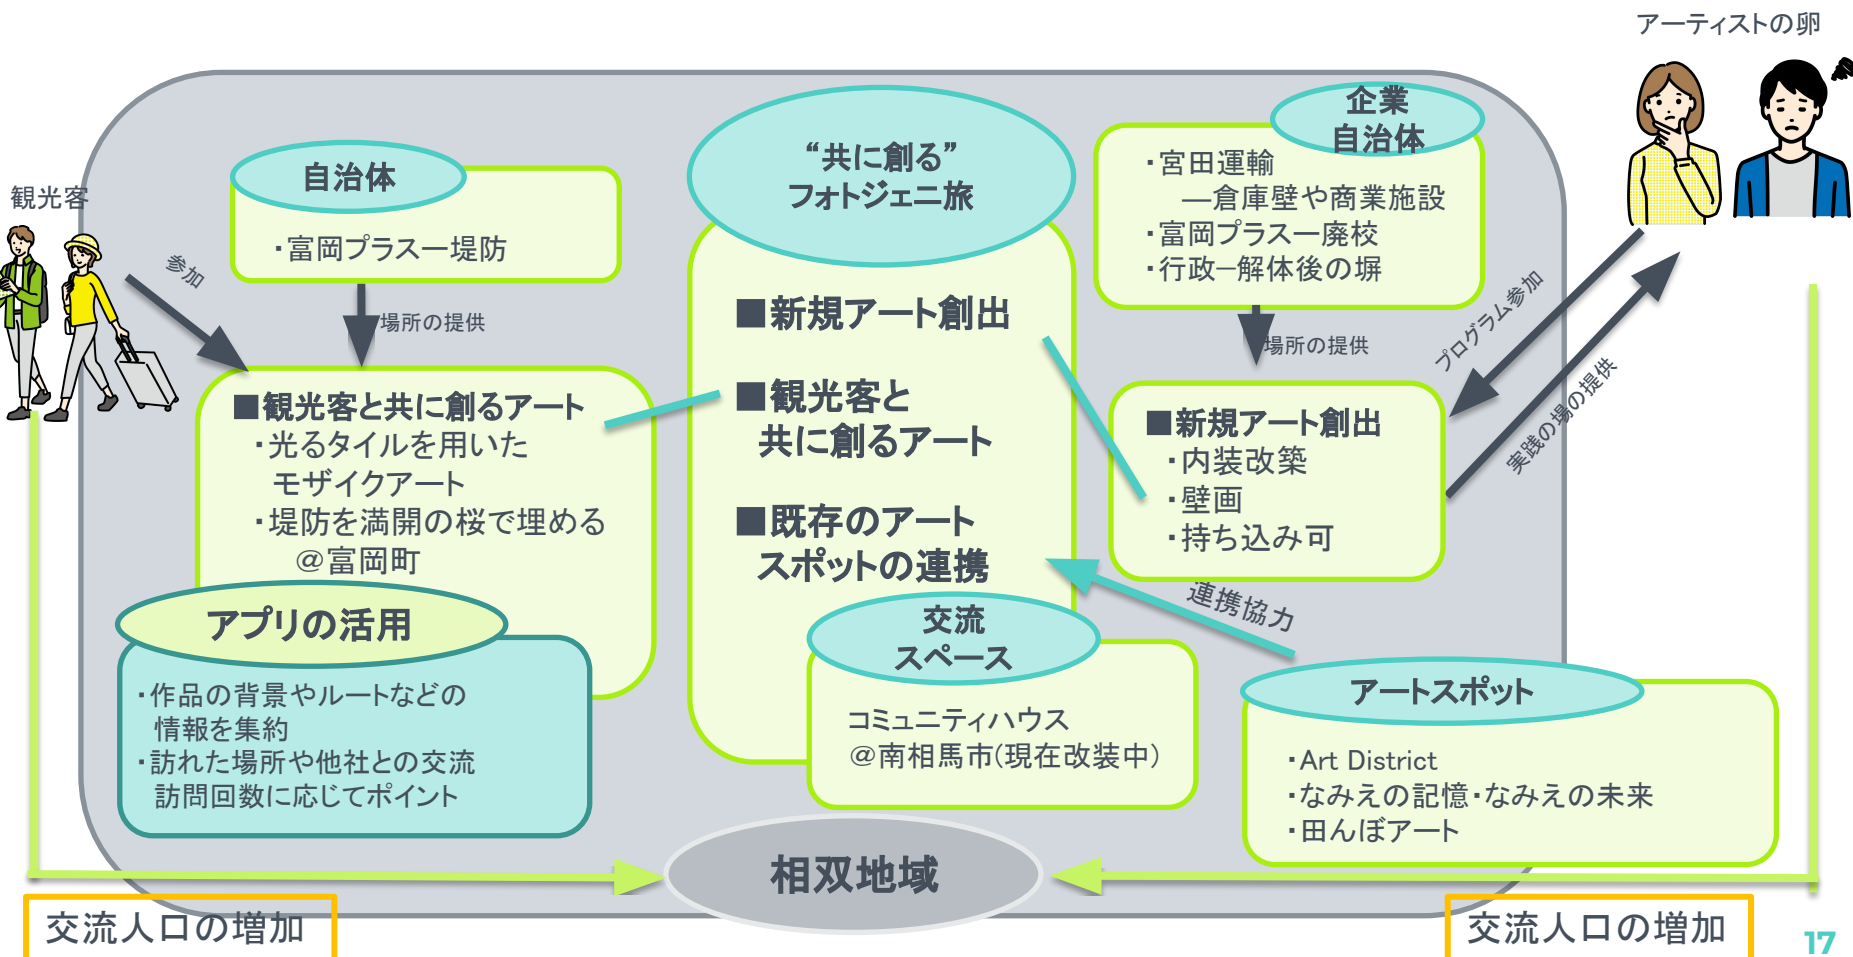 アーティストの卵
観光客
参加
自治体
・富岡プラスー堤防
場所の提供
■観光客と共に創るアート
・光るタイルを用いた
モザイクアート
・堤防を満開の桜で埋める
＠富岡町
アプリの活用
・作品の背景やルートなどの
情報を集約
・訪れた場所や他社との交流
訪問回数に応じてポイント
“共に創る”
フォトジェニ旅
■新規アート創出
■観光客と
共に創るアート
■既存のアート
スポットの連携
交流
スペース
コミュニティハウス
＠南相馬市(現在改装中)
企業
自治体
・宮田運輸
―倉庫壁や商業施設
・富岡プラスー廃校
・行政−解体後の塀
場所の提供
■新規アート創出
・内装改築
・壁画
・持ち込み可
プログラム参加
実践の場の提供
連携協力
アートスポット
・Art District
・なみえの記憶・なみえの未来
・田んぼアート
相双地域
交流人口の増加
交流人口の増加
17